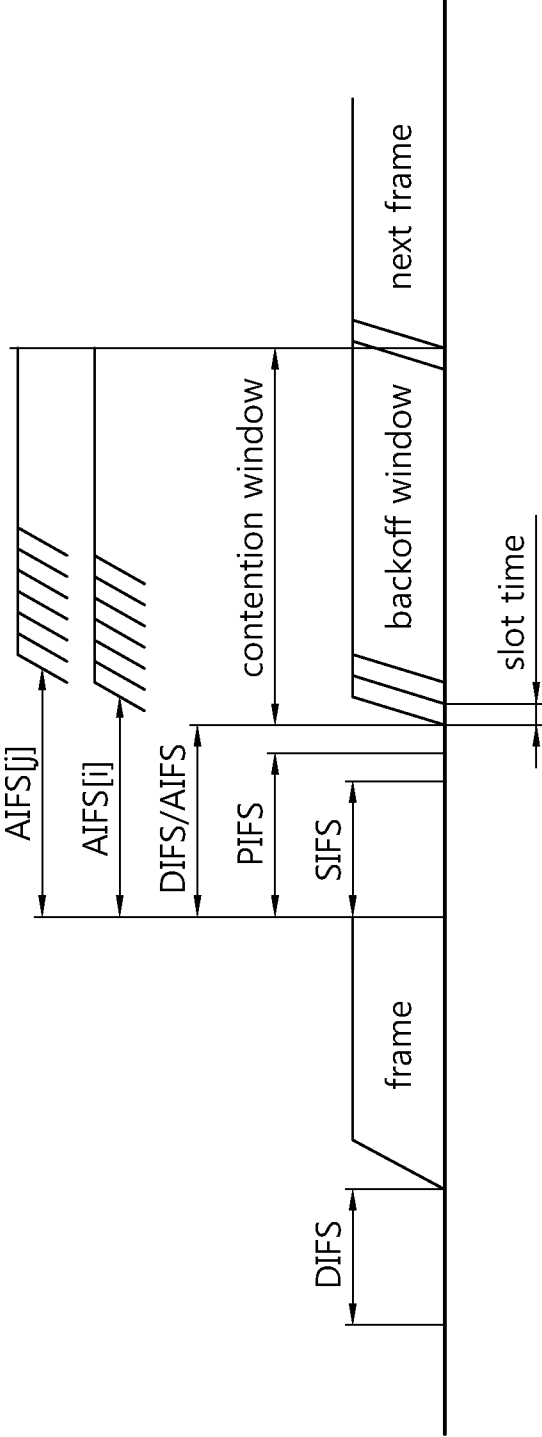 AIFS[j]
AIFS[i]
DIFS/AIFS
PIFS
contention window
DIFS
SIFS
frame
backoff window
next frame
slot time